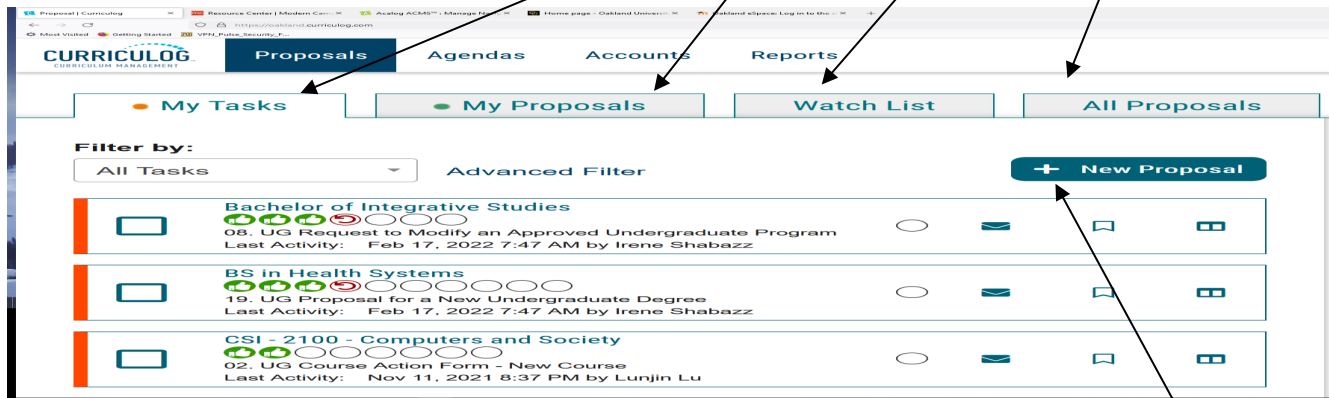 Proposal | Curriculog
Resource Center | Modern Cam
Acalog ACMS™: Manage
Home page - Oakland Univers
Oakland eSpace: Log in to the
https://oakland.curriculog.com
Most Visited Getting Started VPN_Pulse_Security_F...
CURRICULOG
CURRICULUM MANAGEMENT
Proposals Agendas Accounts Reports
My Tasks My Proposals Watch List All Proposals
Filter by:
All Tasks Advanced Filter + New Proposal
Bachelor of Integrative Studies
08. UG Request to Modify an Approved Undergraduate Program
Last Activity: Feb 17, 2022 7:47 AM by Irene Shabazz
BS in Health Systems
19. UG Proposal for a New Undergraduate Degree
Last Activity: Feb 17, 2022 7:47 AM by Irene Shabazz
CSI - 2100 - Computers and Society
02. UG Course Action Form - New Course
Last Activity: Nov 11, 2021 8:37 PM by Lunjin Lu